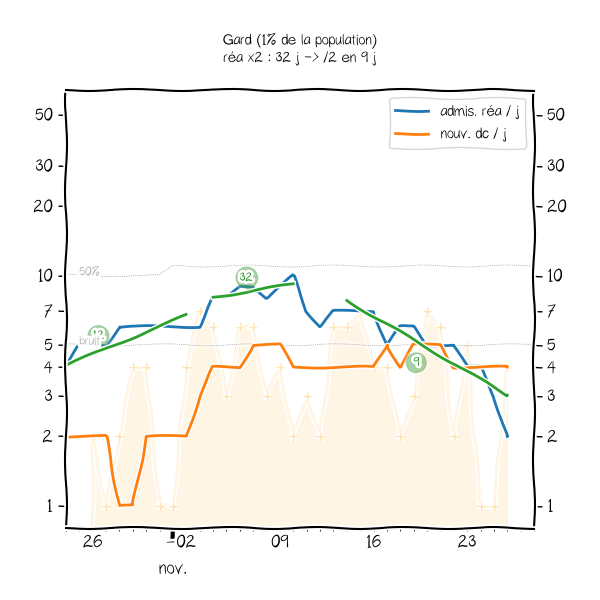 Gard (1% de la population)
réa x2 : 32 j -> /2 en 9 j
admis. réa / j
nouv. dc / j
50 50
30 30
20 20
10 10
7 7
5 5
4 4
3 3
2 2
1 1
50%
bruit
12
32
9
26 02 09 16 23
nov.